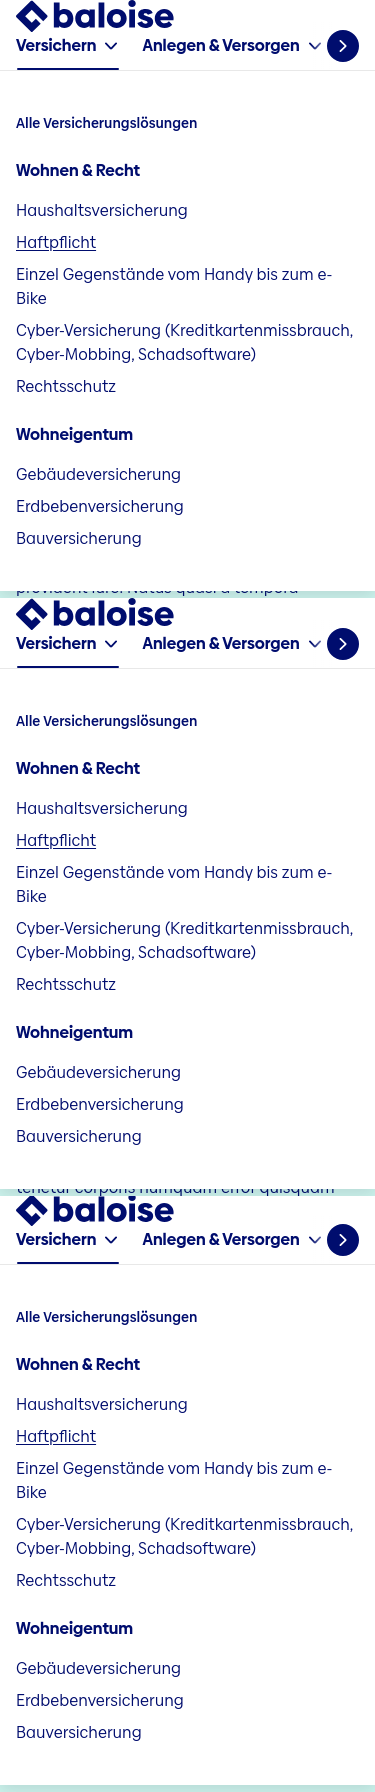 baloise
Versichern
Anlegen & Versorgen
Alle Versicherungslösungen
Wohnen & Recht
Haushaltsversicherung
Haftpflicht
Einzel Gegenstände vom Handy bis zum e-
Bike
Cyber-Versicherung (Kreditkartenmissbrauch,
Cyber-Mobbing, Schadsoftware)
Rechtsschutz
Wohneigentum
Gebäudeversicherung
Erdbebenversicherung
Bauversicherung
baloise
Versichern
Anlegen & Versorgen
Alle Versicherungslösungen
Wohnen & Recht
Haushaltsversicherung
Haftpflicht
Einzel Gegenstände vom Handy bis zum e-
Bike
Cyber-Versicherung (Kreditkartenmissbrauch,
Cyber-Mobbing, Schadsoftware)
Rechtsschutz
Wohneigentum
Gebäudeversicherung
Erdbebenversicherung
Bauversicherung
baloise
Versichern
Anlegen & Versorgen
Alle Versicherungslösungen
Wohnen & Recht
Haushaltsversicherung
Haftpflicht
Einzel Gegenstände vom Handy bis zum e-
Bike
Cyber-Versicherung (Kreditkartenmissbrauch,
Cyber-Mobbing, Schadsoftware)
Rechtsschutz
Wohneigentum
Gebäudeversicherung
Erdbebenversicherung
Bauversicherung